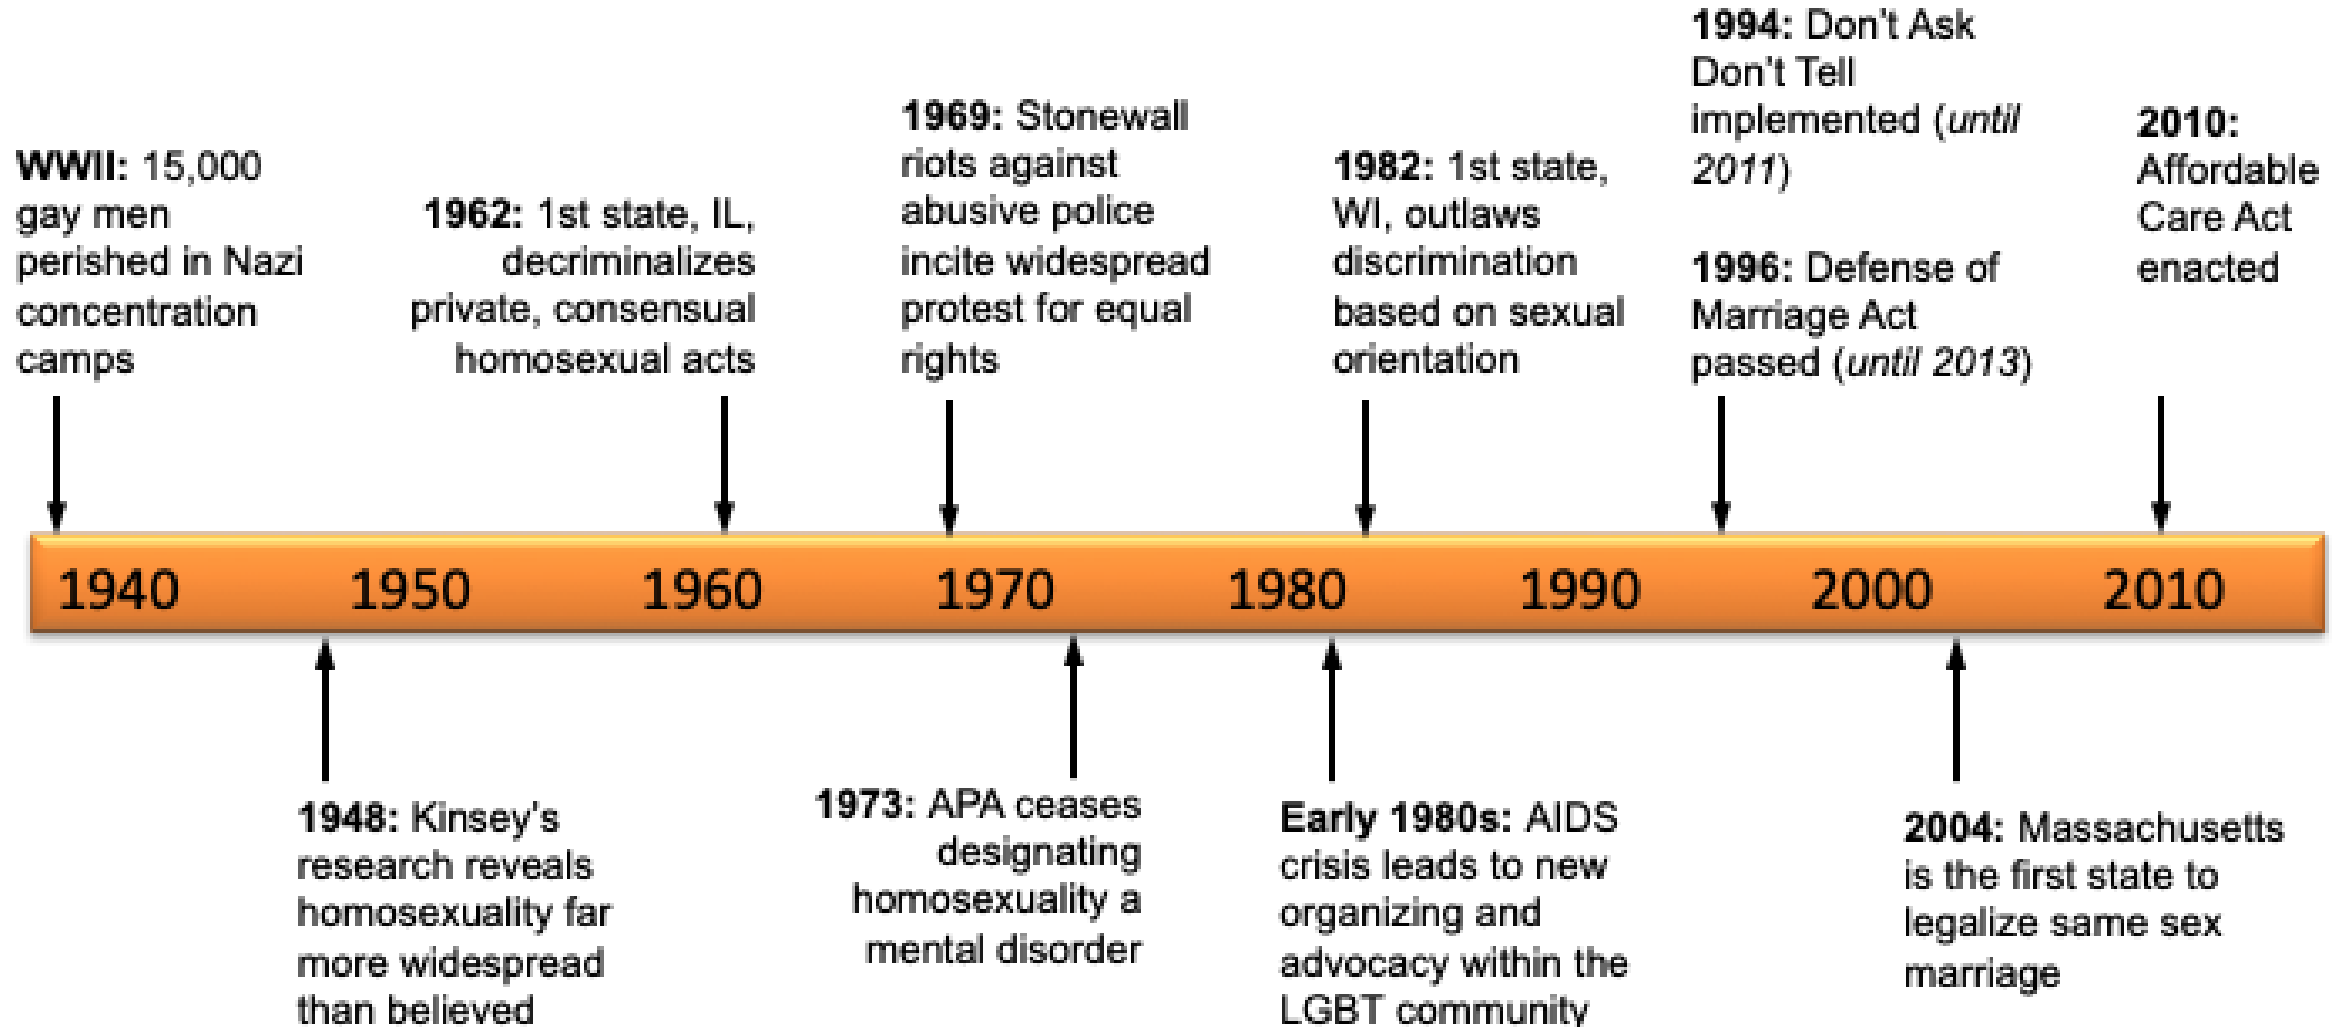 WWII: 15,000
gay men
perished in Nazi
concentration
camps
1962: 1st state, IL,
decriminalizes
private, consensual
homosexual acts
1969: Stonewall
riots against
abusive police
incite widespread
protest for equal
rights
1982: 1st state,
WI, outlaws
discrimination
based on sexual
orientation
1994: Don't Ask
Don't Tell
implemented (until
2011)
1996: Defense of
Marriage Act
passed (until 2013)
2010:
Affordable
Care Act
enacted
1940 1950 1960 1970 1980 1990 2000 2010
1948: Kinsey's
research reveals
homosexuality far
more widespread
than believed
1973: APA ceases
designating
homosexuality a
mental disorder
Early 1980s: AIDS
crisis leads to new
organizing and
advocacy within the
LGBT community
2004: Massachusetts
is the first state to
legalize same sex
marriage